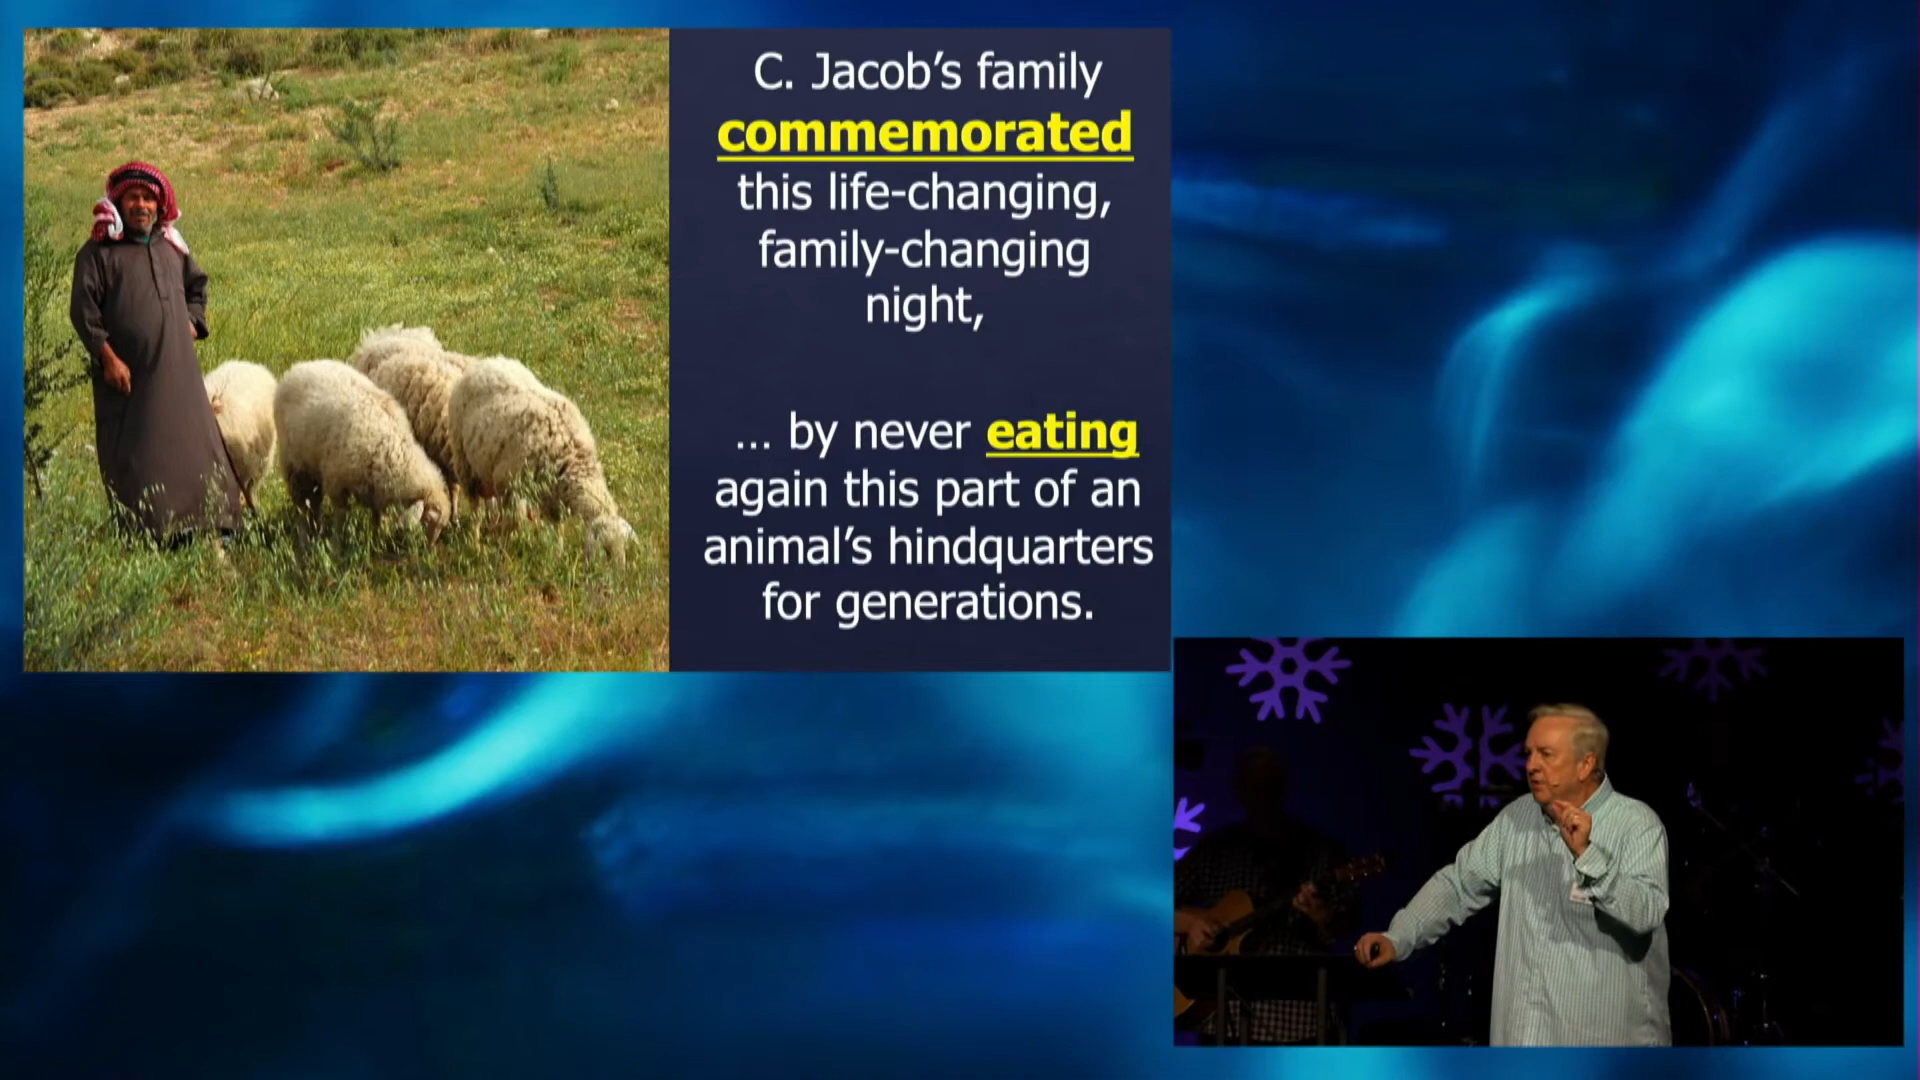 C. Jacob’s family
commemorated
this life-changing,
family-changing
night,
... by never eating
again this part of an
animal’s hindquarters
for generations.